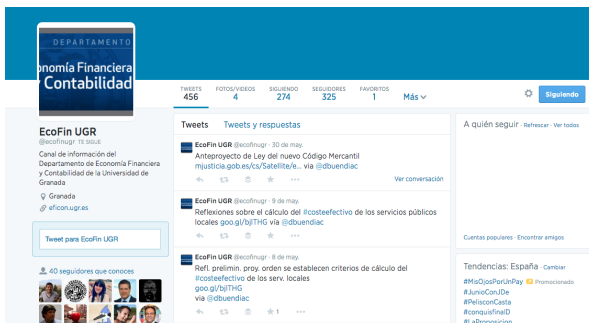 DEPARTAMENTO
onomía Financiera
Contabilidad
TWEETS
456
FOTOS/VIDEOS
4
SIGUIENDO
274
SEGUIDORES
325
FAVORITOS
1
Más
Siguiendo
EcoFin UGR
@ecofinugr TE SIGUE
Canal de información del
Departamento de Economía Financiera
y Contabilidad de la Universidad de
Granada
Granada
eficon.ugr.es
Tweet para EcoFin UGR
40 seguidores que conoces
Tweets
Tweets y respuestas
EcoFin UGR @ecofinugr · 30 de may.
Anteproyecto de Ley del nuevo Código Mercantil
mjusticia.gob.es/cs/Satellite/e... vía @dbuendiac
Ver conversación
EcoFin UGR @ecofinugr · 9 de may.
Reflexiones sobre el cálculo del #costeefectivo de los servicios públicos
locales goo.gl/bjlTHG vía @dbuendiac
EcoFin UGR @ecofinugr · 8 de may.
Refl. prelimin. proy. orden se establecen criterios de cálculo del
#costeefectivo de los serv. locales
goo.gl/bjlTHG
via @dbuendiac
1
A quién seguir · Refrescar · Ver todos
Cuentas populares · Encontrar amigos
Tendencias: España · Cambiar
#MisOjosPorUnPay Promocionado
#JunioConJDe
#PelisconCasta
#conquisfinalD
#LaProposicion